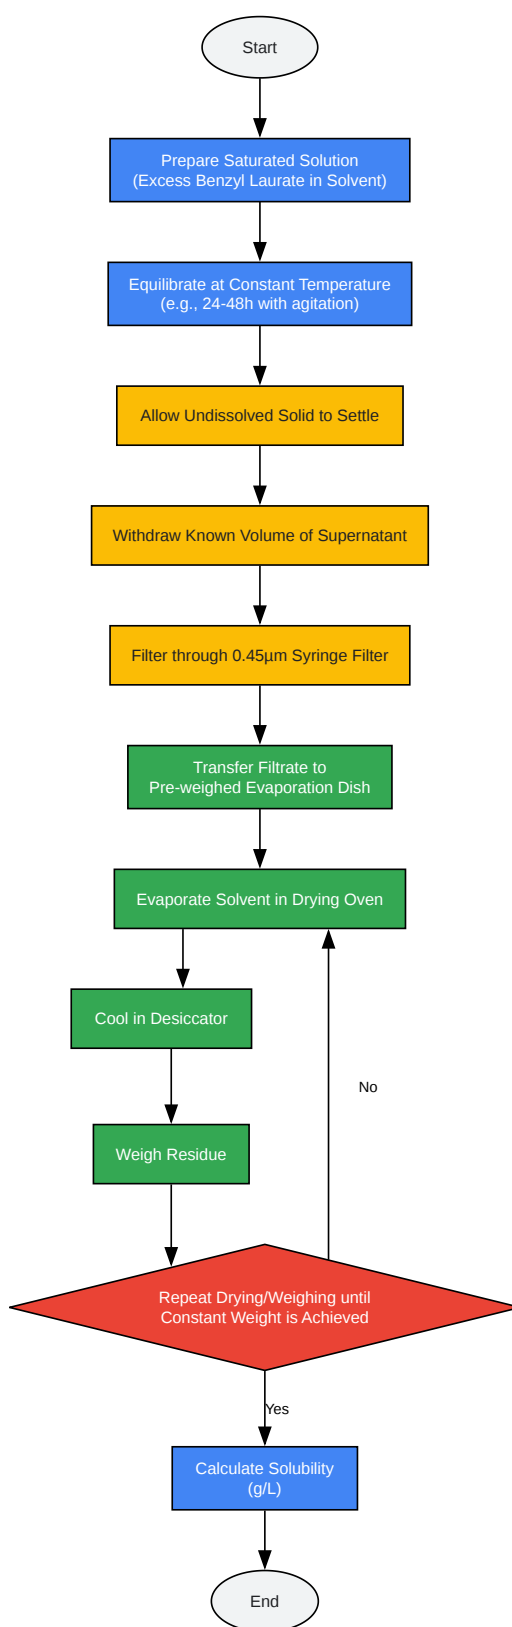 Start
Prepare Saturated Solution
(Excess Benzyl Laurate in Solvent)
Equilibrate at Constant Temperature
(e.g., 24-48h with agitation)
Allow Undissolved Solid to Settle
Withdraw Known Volume of Supernatant
Filter through 0.45µm Syringe Filter
Transfer Filtrate to
Pre-weighed Evaporation Dish
Evaporate Solvent in Drying Oven
Cool in Desiccator
No
Weigh Residue
Repeat Drying/Weighing until
Constant Weight is Achieved
Yes
Calculate Solubility
(g/L)
End